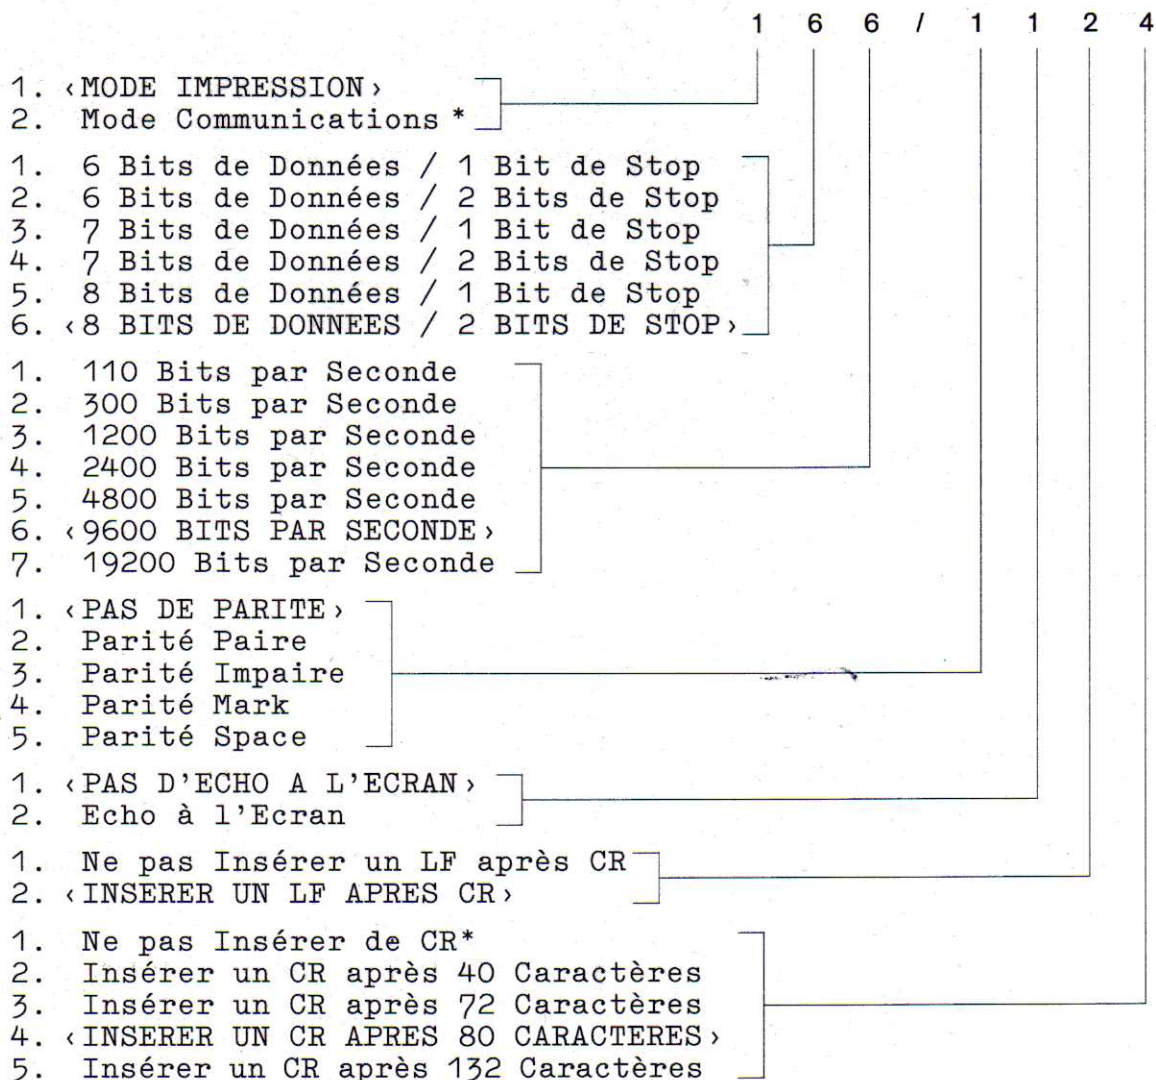 1 6 6 / 1 1 2 4
1. ‹MODE IMPRESSION›
2. Mode Communications *
1. 6 Bits de Données / 1 Bit de Stop
2. 6 Bits de Données / 2 Bits de Stop
3. 7 Bits de Données / 1 Bit de Stop
4. 7 Bits de Données / 2 Bits de Stop
5. 8 Bits de Données / 1 Bit de Stop
6. ‹8 BITS DE DONNEES / 2 BITS DE STOP›
1. 110 Bits par Seconde
2. 300 Bits par Seconde
3. 1200 Bits par Seconde
4. 2400 Bits par Seconde
5. 4800 Bits par Seconde
6. ‹9600 BITS PAR SECONDE›
7. 19200 Bits par Seconde
1. ‹PAS DE PARITE›
2. Parité Paire
3. Parité Impaire
4. Parité Mark
5. Parité Space
1. ‹PAS D'ECHO A L'ECRAN›
2. Echo à l'Ecran
1. Ne pas Insérer un LF après CR
2. ‹INSERER UN LF APRES CR›
1. Ne pas Insérer de CR*
2. Insérer un CR après 40 Caractères
3. Insérer un CR après 72 Caractères
4. ‹INSERER UN CR APRES 80 CARACTERES›
5. Insérer un CR après 132 Caractères